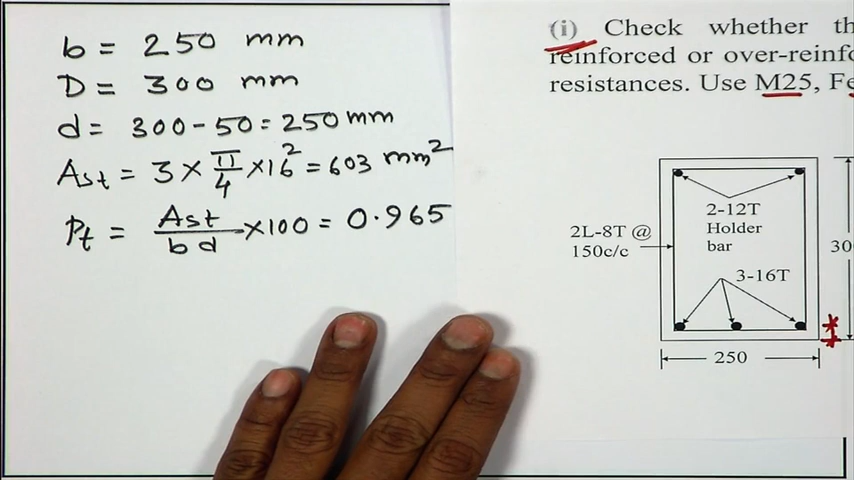 b = 250 mm
D = 300 mm
d = 300-50 = 250 mm
Ast = 3 × π/4 × 16² = 603 mm²
Pt = Ast/bd × 100 = 0.965
(i) Check whether th
reinforced or over-reinfo
resistances. Use M25, Fe
2-12T
Holder
bar
2L-8T @
150c/c
30
3-16T
250